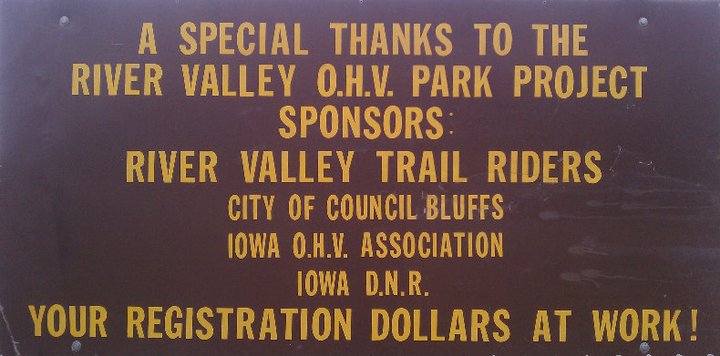 A SPECIAL THANKS TO THE
RIVER VALLEY O.H.V. PARK PROJECT
SPONSORS:
RIVER VALLEY TRAIL RIDERS
CITY OF COUNCIL BLUFFS
IOWA O.H.V. ASSOCIATION
IOWA D.N.R.
YOUR REGISTRATION DOLLARS AT WORK!